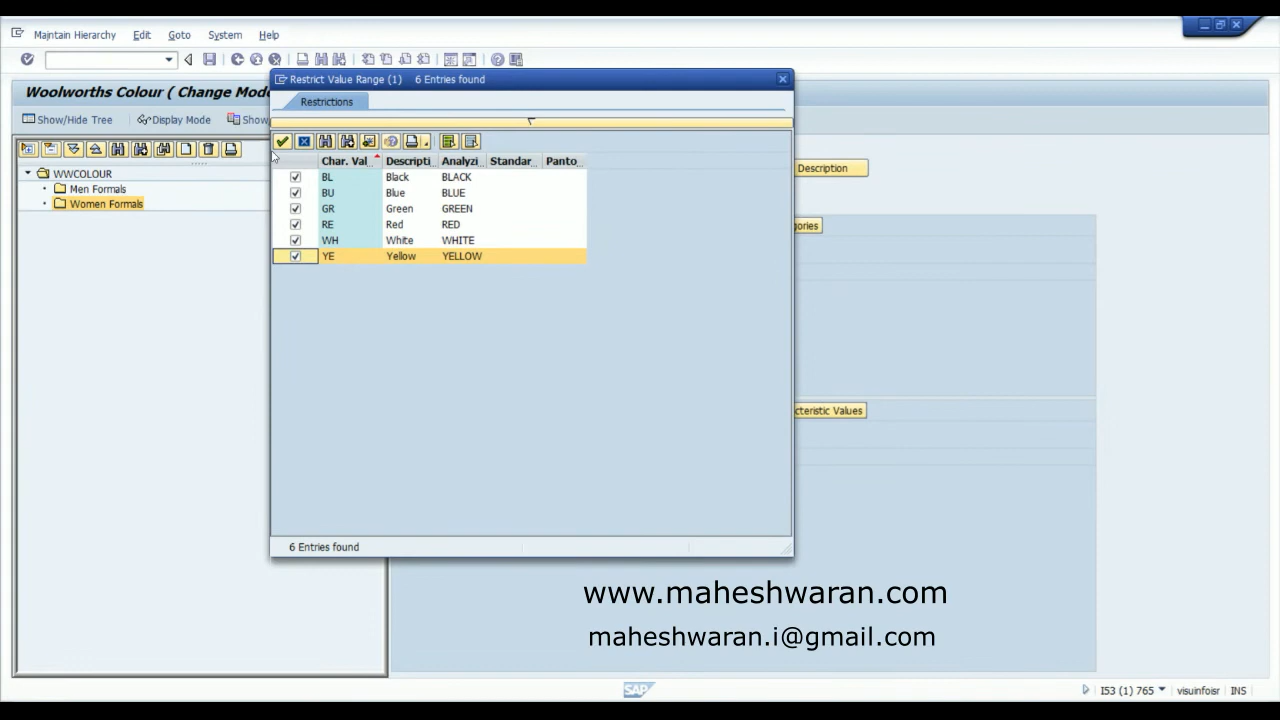 Maintain Hierarchy Edit Goto System Help
Restrict Value Range (1) 6 Entries found
Woolworths Colour ( Change Mod
Restrictions
Show/Hide Tree Display Mode Show
Char. Val.. Descripti.. Analyzi.. Standar.. Panto..
BL Black BLACK
BU Blue BLUE
GR Green GREEN
RE Red RED
WH White WHITE
YE Yellow YELLOW
WWCOLOUR
Men Formals
Women Formals
Description
ories
cteristic Values
6 Entries found
www.maheshwaran.com
maheshwaran.i@gmail.com
SAP
I53 (1) 765 visuinfoisr INS